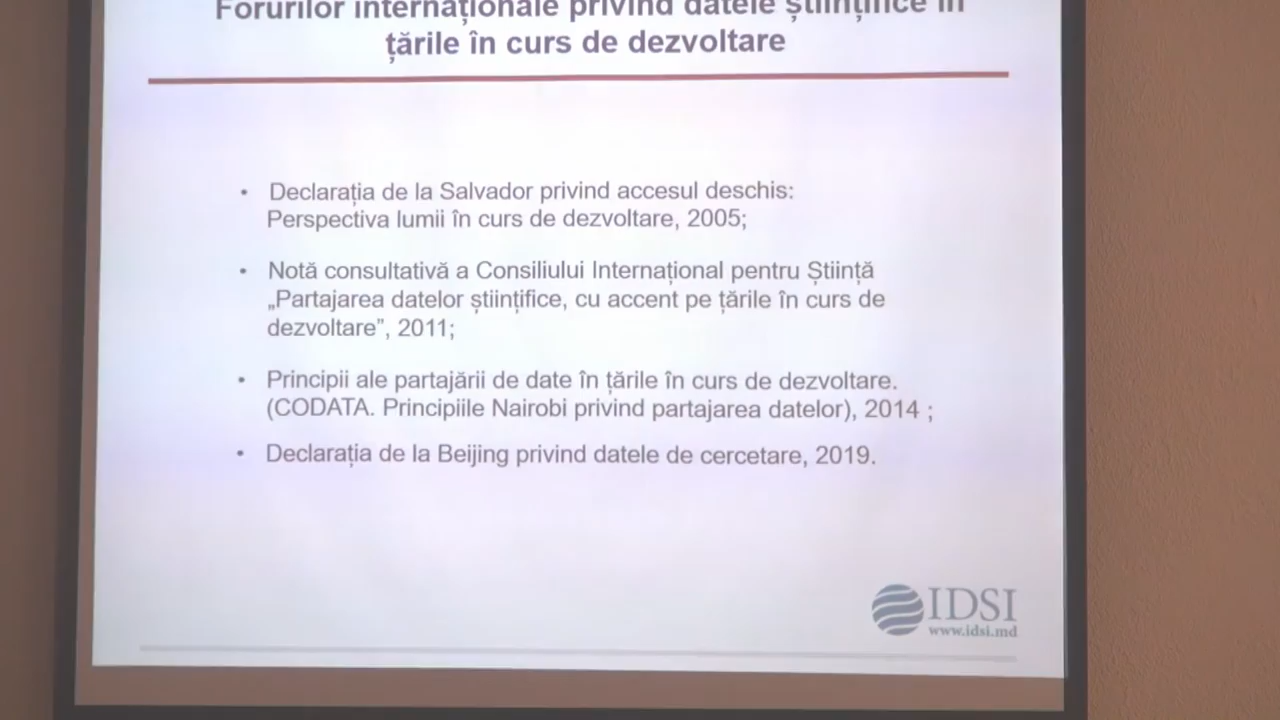 Forurilor internaționale privind datele științifice în
țările în curs de dezvoltare
• Declarația de la Salvador privind accesul deschis:
Perspectiva lumii în curs de dezvoltare, 2005;
• Notă consultativă a Consiliului Internațional pentru Știință
„Partajarea datelor științifice, cu accent pe țările în curs de
dezvoltare”, 2011;
• Principii ale partajării de date în țările în curs de dezvoltare.
(CODATA. Principiile Nairobi privind partajarea datelor), 2014 ;
• Declarația de la Beijing privind datele de cercetare, 2019.
IDSI
www.idsi.md